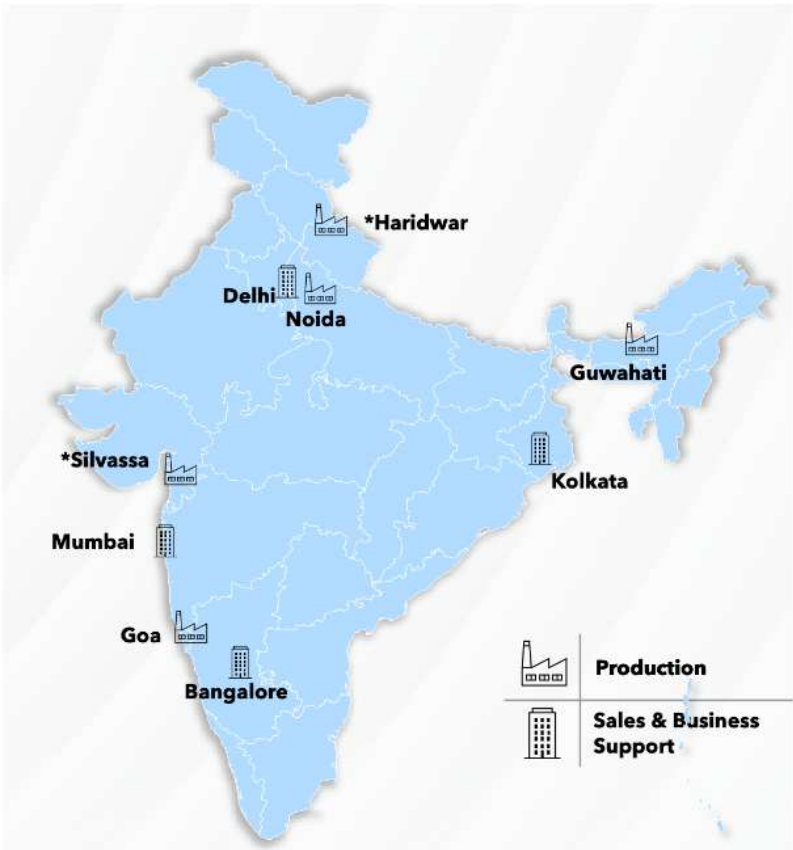 *Haridwar
Delhi
Noida
Guwahati
*Silvassa
Kolkata
Mumbai
Goa
Bangalore
Production
Sales & Business
Support